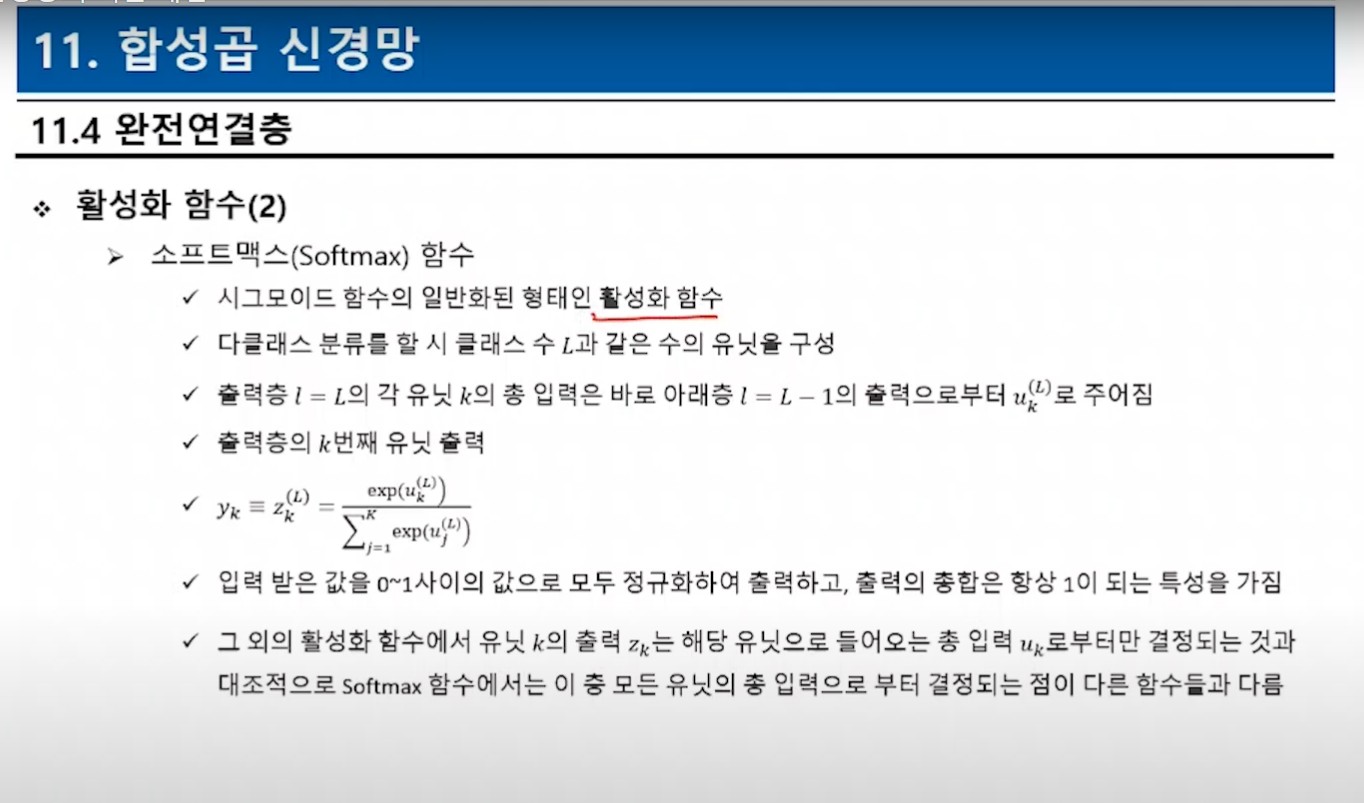 11. 합성곱 신경망
11.4 완전연결층
❖ 활성화 함수(2)
➢ 소프트맥스(Softmax) 함수
✓ 시그모이드 함수의 일반화된 형태인 활성화 함수
✓ 다클래스 분류를 할 시 클래스 수 L과 같은 수의 유닛을 구성
✓ 출력층 l = L의 각 유닛 k의 총 입력은 바로 아래층 l = L − 1의 출력으로부터 u_k^(L)로 주어짐
✓ 출력층의 k번째 유닛 출력
✓ y_k ≡ z_k^(L) = exp(u_k^(L)) / ∑_{j=1}^K exp(u_j^(L))
✓ 입력 받은 값을 0~1사이의 값으로 모두 정규화하여 출력하고, 출력의 총합은 항상 1이 되는 특성을 가짐
✓ 그 외의 활성화 함수에서 유닛 k의 출력 z_k는 해당 유닛으로 들어오는 총 입력 u_k로부터만 결정되는 것과
대조적으로 Softmax 함수에서는 이 층 모든 유닛의 총 입력으로 부터 결정되는 점이 다른 함수들과 다름